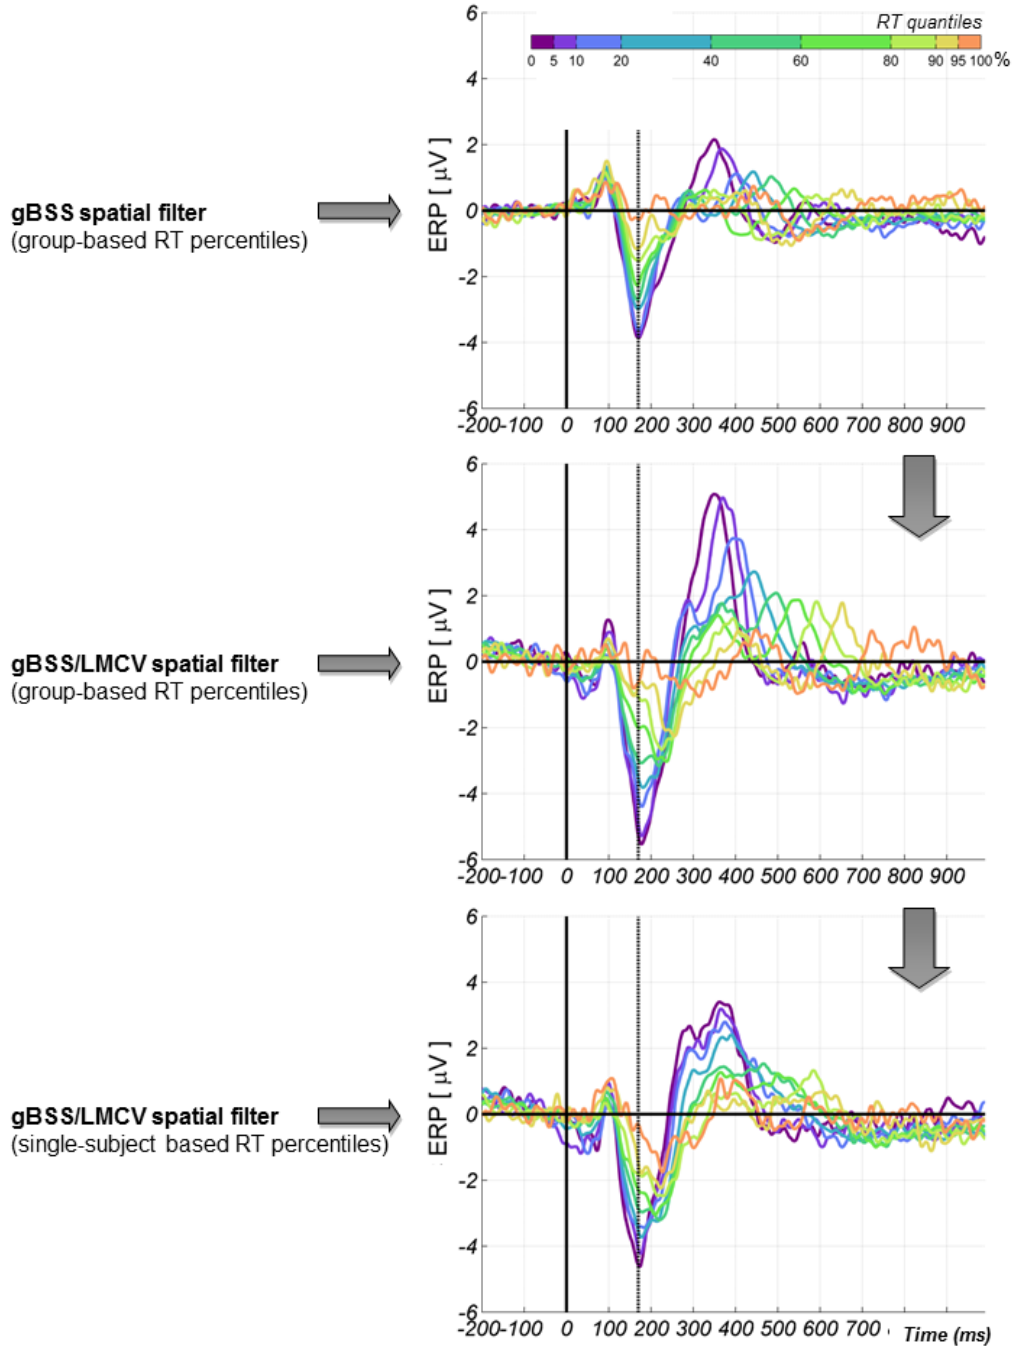 RT quantiles
0 5 10 20 40 60 80 90 95 100 %
6
4
2
0
-2
-4
-6
ERP [ μV ]
gBSS spatial filter
(group-based RT percentiles)
-200 -100 0 100 200 300 400 500 600 700 800 900
6
4
2
0
-2
-4
-6
ERP [ μV ]
gBSS/LMCV spatial filter
(group-based RT percentiles)
-200 -100 0 100 200 300 400 500 600 700 800 900
6
4
2
0
-2
-4
-6
ERP [ μV ]
gBSS/LMCV spatial filter
(single-subject based RT percentiles)
-200 -100 0 100 200 300 400 500 600 700 Time (ms)